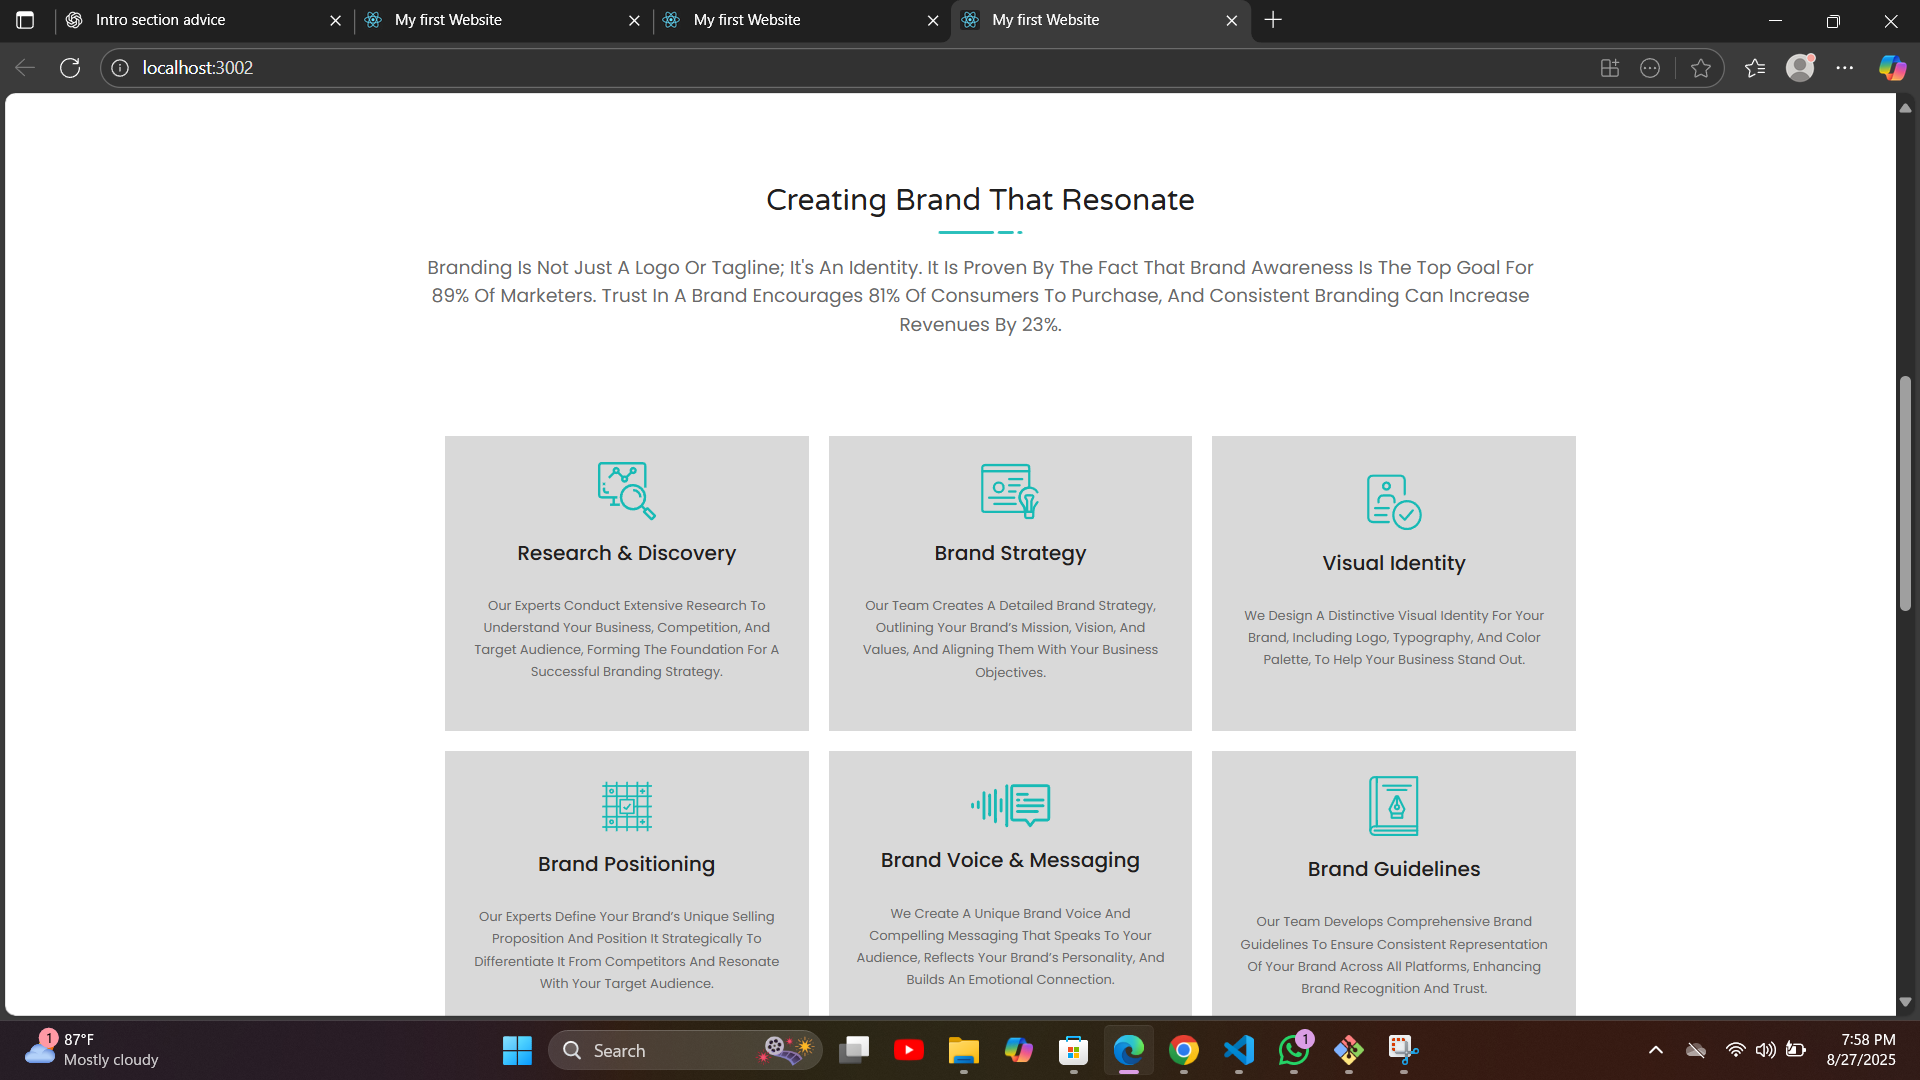 Intro section advice
My first Website
My first Website
My first Website
localhost:3002
Creating Brand That Resonate
Branding Is Not Just A Logo Or Tagline; It's An Identity. It Is Proven By The Fact That Brand Awareness Is The Top Goal For
89% Of Marketers. Trust In A Brand Encourages 81% Of Consumers To Purchase, And Consistent Branding Can Increase
Revenues By 23%.
Research & Discovery
Our Experts Conduct Extensive Research To
Understand Your Business, Competition, And
Target Audience, Forming The Foundation For A
Successful Branding Strategy.
Brand Strategy
Our Team Creates A Detailed Brand Strategy,
Outlining Your Brand’s Mission, Vision, And
Values, And Aligning Them With Your Business
Objectives.
Visual Identity
We Design A Distinctive Visual Identity For Your
Brand, Including Logo, Typography, And Color
Palette, To Help Your Business Stand Out.
Brand Positioning
Our Experts Define Your Brand’s Unique Selling
Proposition And Position It Strategically To
Differentiate It From Competitors And Resonate
With Your Target Audience.
Brand Voice & Messaging
We Create A Unique Brand Voice And
Compelling Messaging That Speaks To Your
Audience, Reflects Your Brand’s Personality, And
Builds An Emotional Connection.
Brand Guidelines
Our Team Develops Comprehensive Brand
Guidelines To Ensure Consistent Representation
Of Your Brand Across All Platforms, Enhancing
Brand Recognition And Trust.
1
87°F
Mostly cloudy
Search
1
7:58 PM
8/27/2025